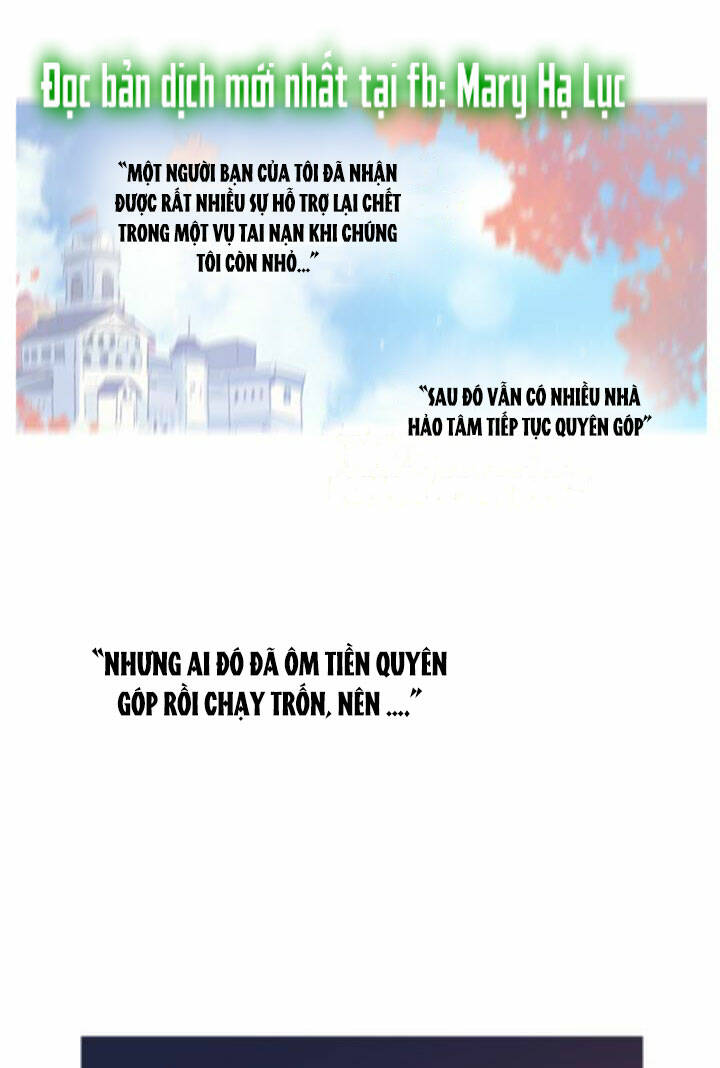 Đọc bản dịch mới nhất tại fb: Mary Hạ Lục
"MỘT NGƯỜI BẠN CỦA TÔI ĐÃ NHẬN
ĐƯỢC RẤT NHIỀU SỰ HỖ TRỢ LẠI CHẾT
TRONG MỘT VỤ TAI NẠN KHI CHÚNG
TÔI CÒN NHỎ..."
"SAU ĐÓ VẪN CÓ NHIỀU NHÀ
HẢO TÂM TIẾP TỤC QUYÊN GÓP"
"NHƯNG AI ĐÓ ĐÃ ÔM TIỀN QUYÊN
GÓP RỒI CHẠY TRỐN, NÊN ...."